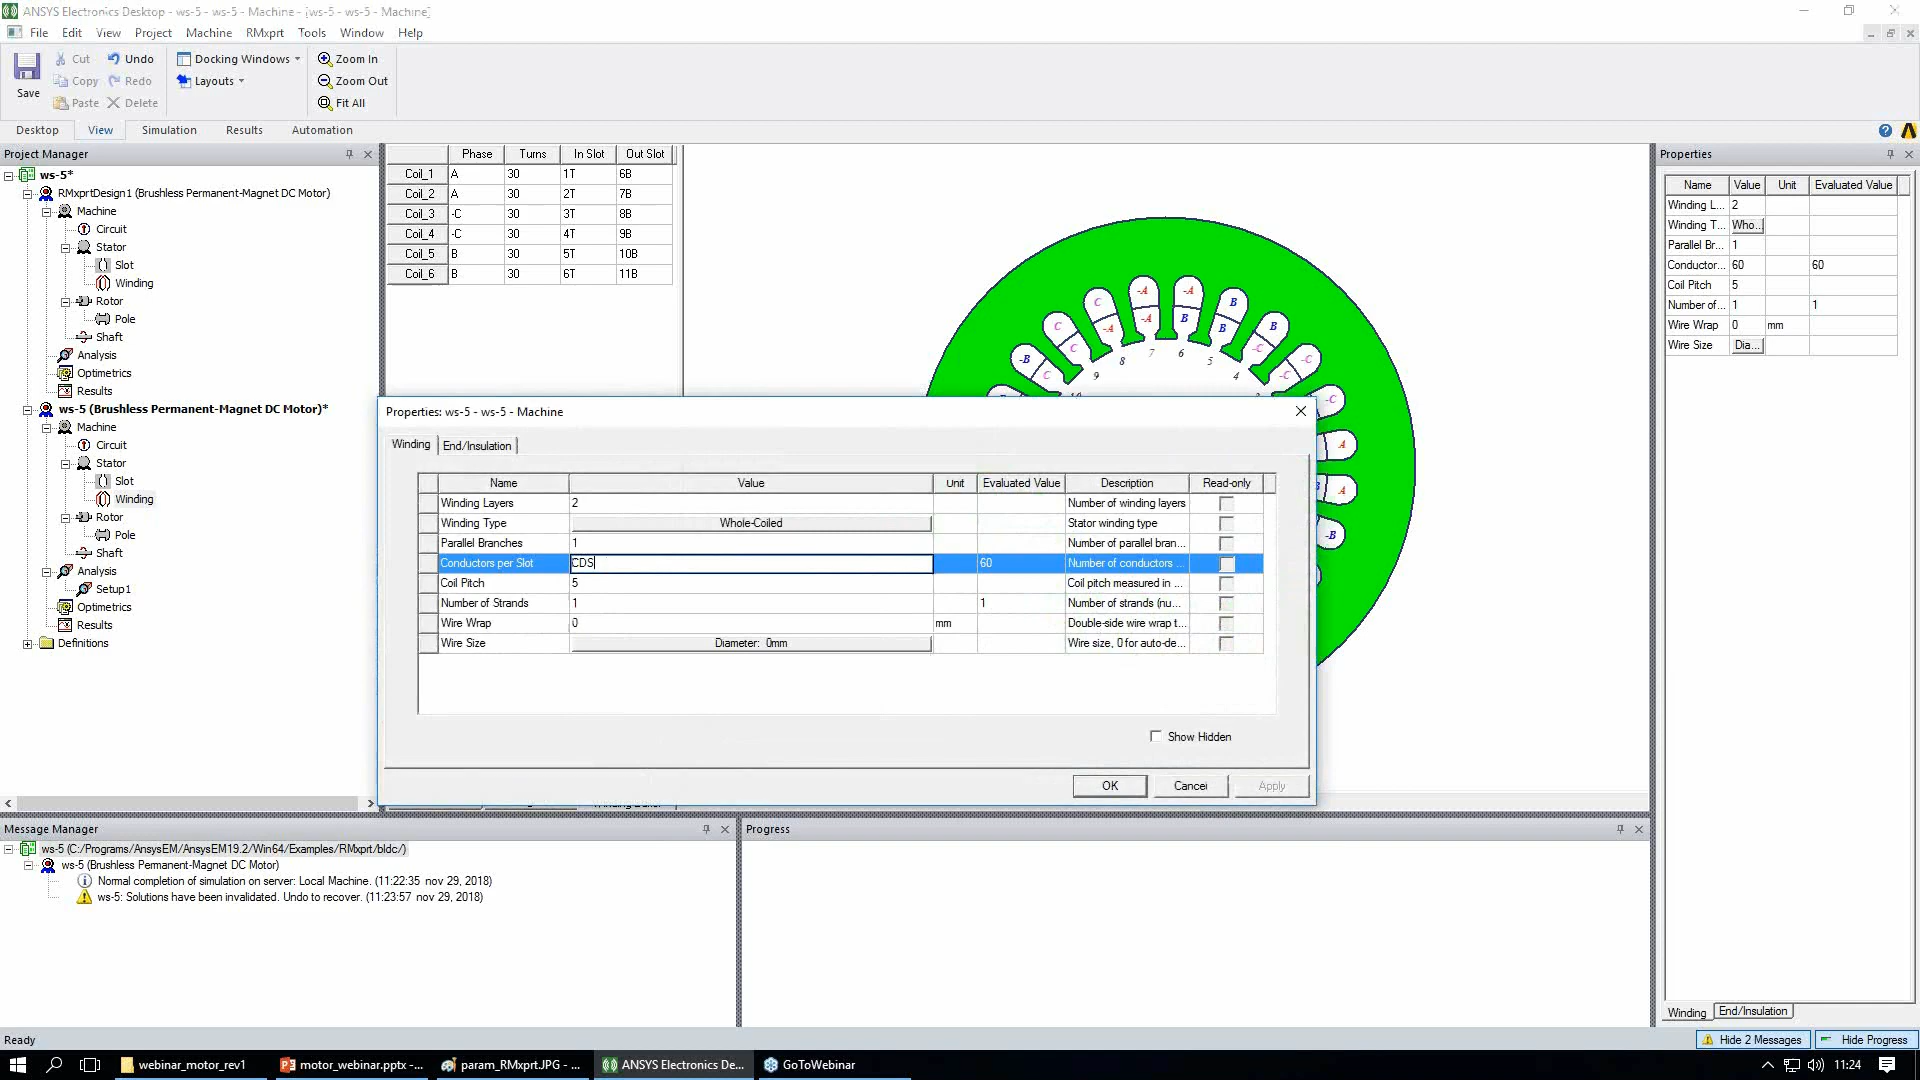 ANSYS Electronics Desktop - ws-5 - ws-5 - Machine - [ws-5 - ws-5 - Machine]
File Edit View Project Machine RMxprt Tools Window Help
Save
Cut Undo
Copy Redo
Paste Delete
Docking Windows
Layouts
Zoom In
Zoom Out
Fit All
Desktop View Simulation Results Automation
Project Manager
ws-5*
RMxprtDesign1 (Brushless Permanent-Magnet DC Motor)
Machine
Circuit
Stator
Slot
Winding
Rotor
Pole
Shaft
Analysis
Optimetrics
Results
ws-5 (Brushless Permanent-Magnet DC Motor)*
Machine
Circuit
Stator
Slot
Winding
Rotor
Pole
Shaft
Analysis
Setup1
Optimetrics
Results
Definitions
Phase Turns In Slot Out Slot
Coil_1 A 30 1T 6B
Coil_2 A 30 2T 7B
Coil_3 -C 30 3T 8B
Coil_4 -C 30 4T 9B
Coil_5 B 30 5T 10B
Coil_6 B 30 6T 11B
C -A -A B
C -A -A B B B
-B C -C -C
C -C
9 8 7 6 5 4
-C
A
A
-B
Properties
Name Value Unit Evaluated Value
Winding L... 2
Winding T... Who...
Parallel Br... 1
Conductor... 60 60
Coil Pitch 5
Number of... 1 1
Wire Wrap 0 mm
Wire Size Dia...
Winding End/Insulation
Properties: ws-5 - ws-5 - Machine
Winding End/Insulation
Name Value Unit Evaluated Value Description Read-only
Winding Layers 2 Number of winding layers
Winding Type Whole-Coiled Stator winding type
Parallel Branches 1 Number of parallel bran...
Conductors per Slot CDS 60 Number of conductors ...
Coil Pitch 5 Coil pitch measured in ...
Number of Strands 1 1 Number of strands (nu...
Wire Wrap 0 mm Double-side wire wrap t...
Wire Size Diameter: 0mm Wire size, 0 for auto-de...
Show Hidden
OK Cancel Apply
Message Manager
ws-5 (C:/Programs/AnsysEM/AnsysEM19.2/Win64/Examples/RMxprt/bldc/)
ws-5 (Brushless Permanent-Magnet DC Motor)
Normal completion of simulation on server: Local Machine. (11:22:35 nov 29, 2018)
ws-5: Solutions have been invalidated. Undo to recover. (11:23:57 nov 29, 2018)
Progress
Ready
Hide 2 Messages Hide Progress
webinar_motor_rev1 motor_webinar.pptx -... param_RMxprt.JPG - ... ANSYS Electronics De... GoToWebinar 11:24